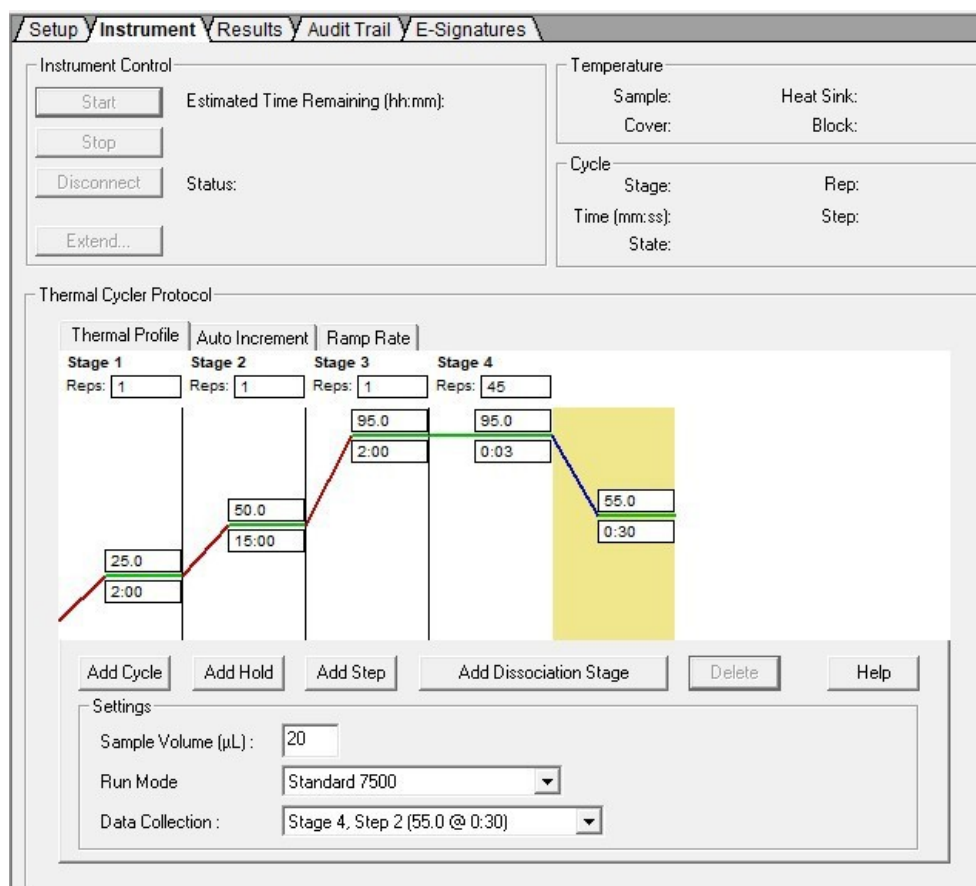 Setup Instrument Results Audit Trail E-Signatures
Instrument Control
Start Estimated Time Remaining (hh:mm):
Stop
Disconnect Status:
Extend...
Temperature
Sample: Heat Sink:
Cover: Block:
Cycle
Stage: Rep:
Time (mm:ss): Step:
State:
Thermal Cycler Protocol
Thermal Profile Auto Increment Ramp Rate
Stage 1 Stage 2 Stage 3 Stage 4
Reps: 1 Reps: 1 Reps: 1 Reps: 45
95.0 95.0
2:00 0:03
50.0 55.0
15:00 0:30
25.0
2:00
Add Cycle Add Hold Add Step Add Dissociation Stage Delete Help
Settings
Sample Volume (µL) : 20
Run Mode Standard 7500
Data Collection : Stage 4, Step 2 (55.0 @ 0:30)